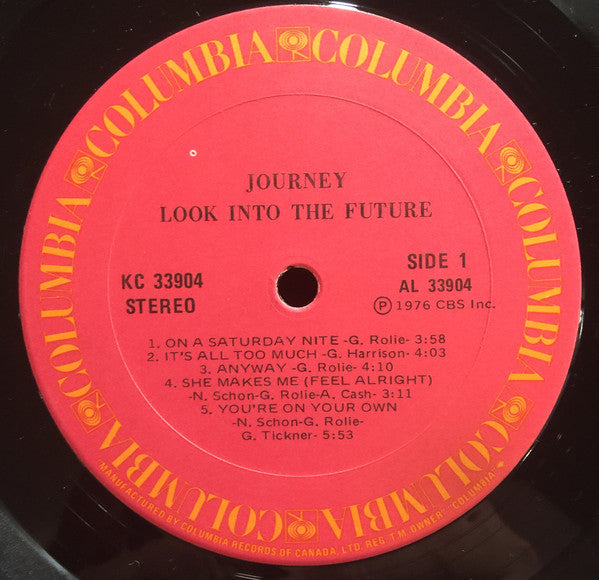 COLUMBIA COLUMBIA COLUMBIA COLUMBIA COLUMBIA COLUMBIA COLUMBIA COLUMBIA
JOURNEY
LOOK INTO THE FUTURE
KC 33904
STEREO
SIDE 1
AL 33904
Ⓟ 1976 CBS Inc.
1. ON A SATURDAY NITE -G. Rolie- 3:58
2. IT'S ALL TOO MUCH -G. Harrison- 4:03
3. ANYWAY -G. Rolie- 4:10
4. SHE MAKES ME (FEEL ALRIGHT)
-N. Schon-G. Rolie-A. Cash- 3:11
5. YOU'RE ON YOUR OWN
-N. Schon-G. Rolie-
G. Tickner- 5:53
MANUFACTURED BY COLUMBIA RECORDS OF CANADA, LTD. REG. T.M. OWNER "COLUMBIA,"